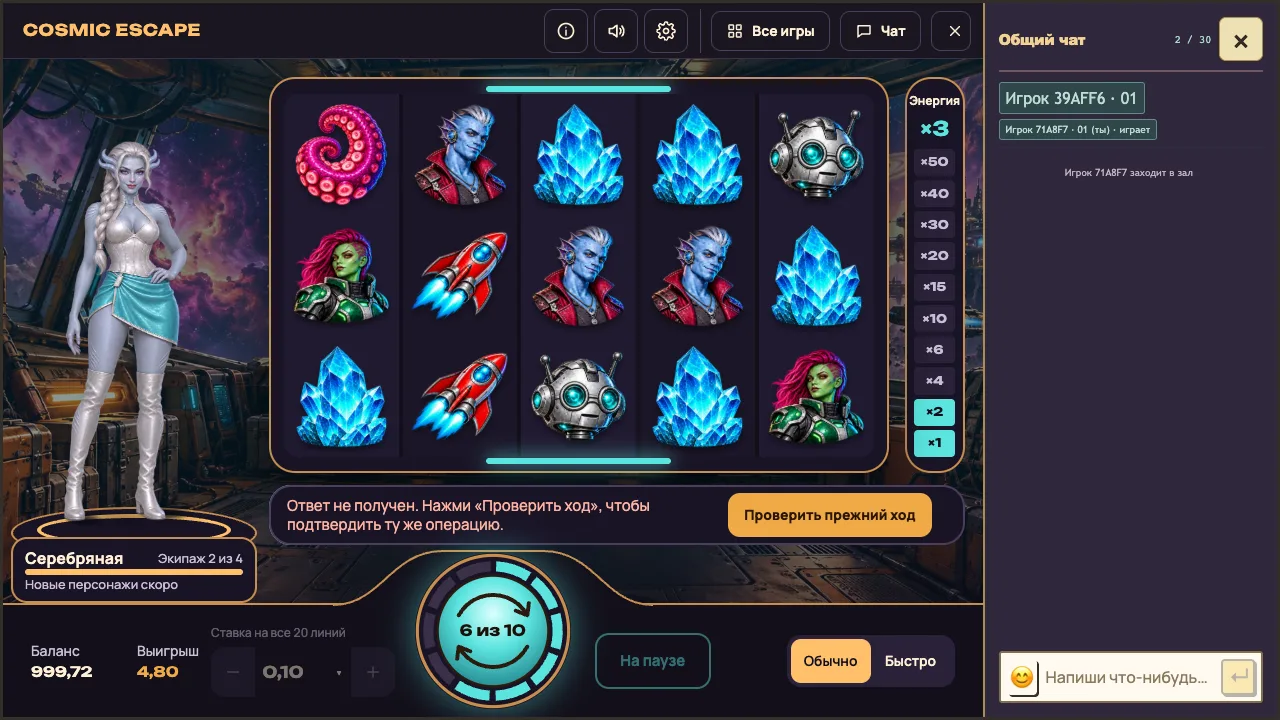 COSMIC ESCAPE
Все игры
Чат
Общий чат
2 / 30
Игрок 39AFF6 · 01
Игрок 71A8F7 · 01 (ты) · играет
Игрок 71A8F7 заходит в зал
Энергия
×3
×50
×40
×30
×20
×15
×10
×6
×4
×2
×1
Ответ не получен. Нажми «Проверить ход», чтобы
подтвердить ту же операцию.
Проверить прежний ход
Серебряная
Экипаж 2 из 4
Новые персонажи скоро
Баланс
999,72
Выигрыш
4,80
Ставка на все 20 линий
− 0,10 +
6 из 10
На паузе
Обычно
Быстро
Напиши что-нибудь...